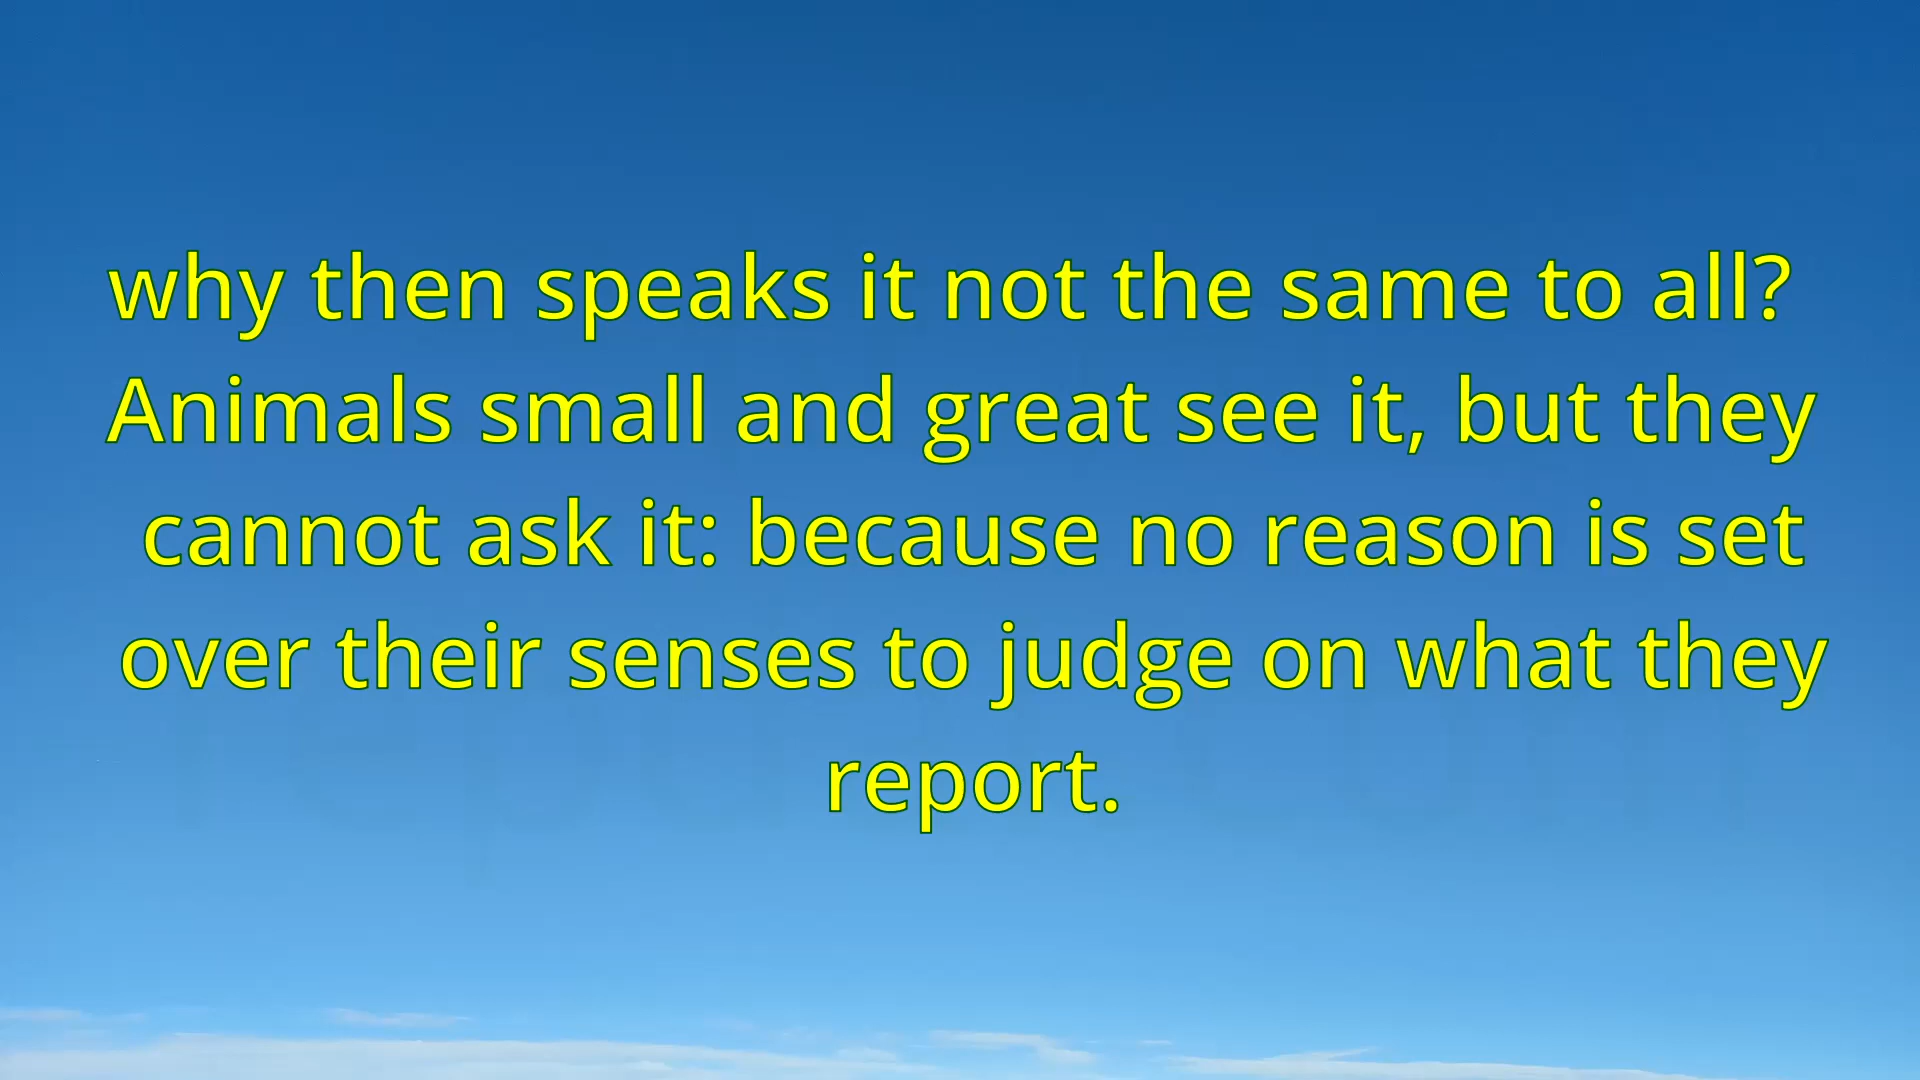 why then speaks it not the same to all?
Animals small and great see it, but they
cannot ask it: because no reason is set
over their senses to judge on what they
report.